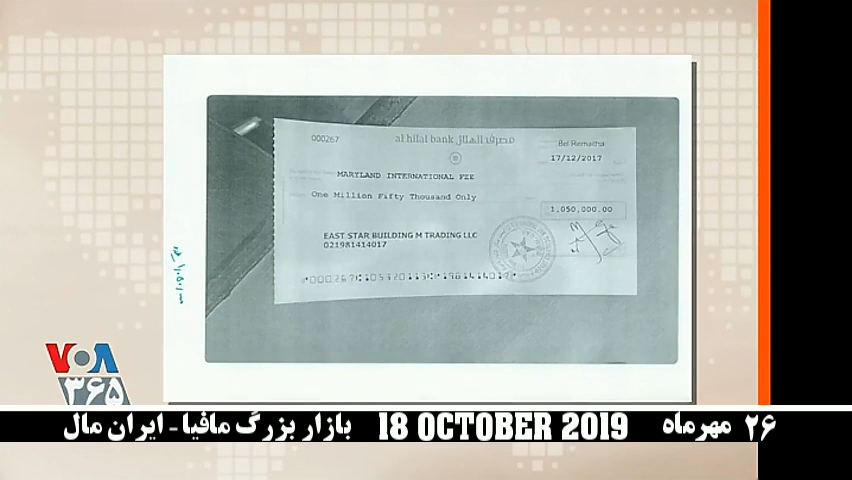 000267
al hilal bank مصرف الهلال
Bel Remaitha
17/12/2017
MARYLAND INTERNATIONAL FZE
One Million Fifty Thousand Only
1,050,000.00
EAST STAR BUILDING M TRADING LLC
021981414017
VOA
۳۶۵
۲۶ مهرماه 18 OCTOBER 2019 بازار بزرگ مافیا - ایران مال